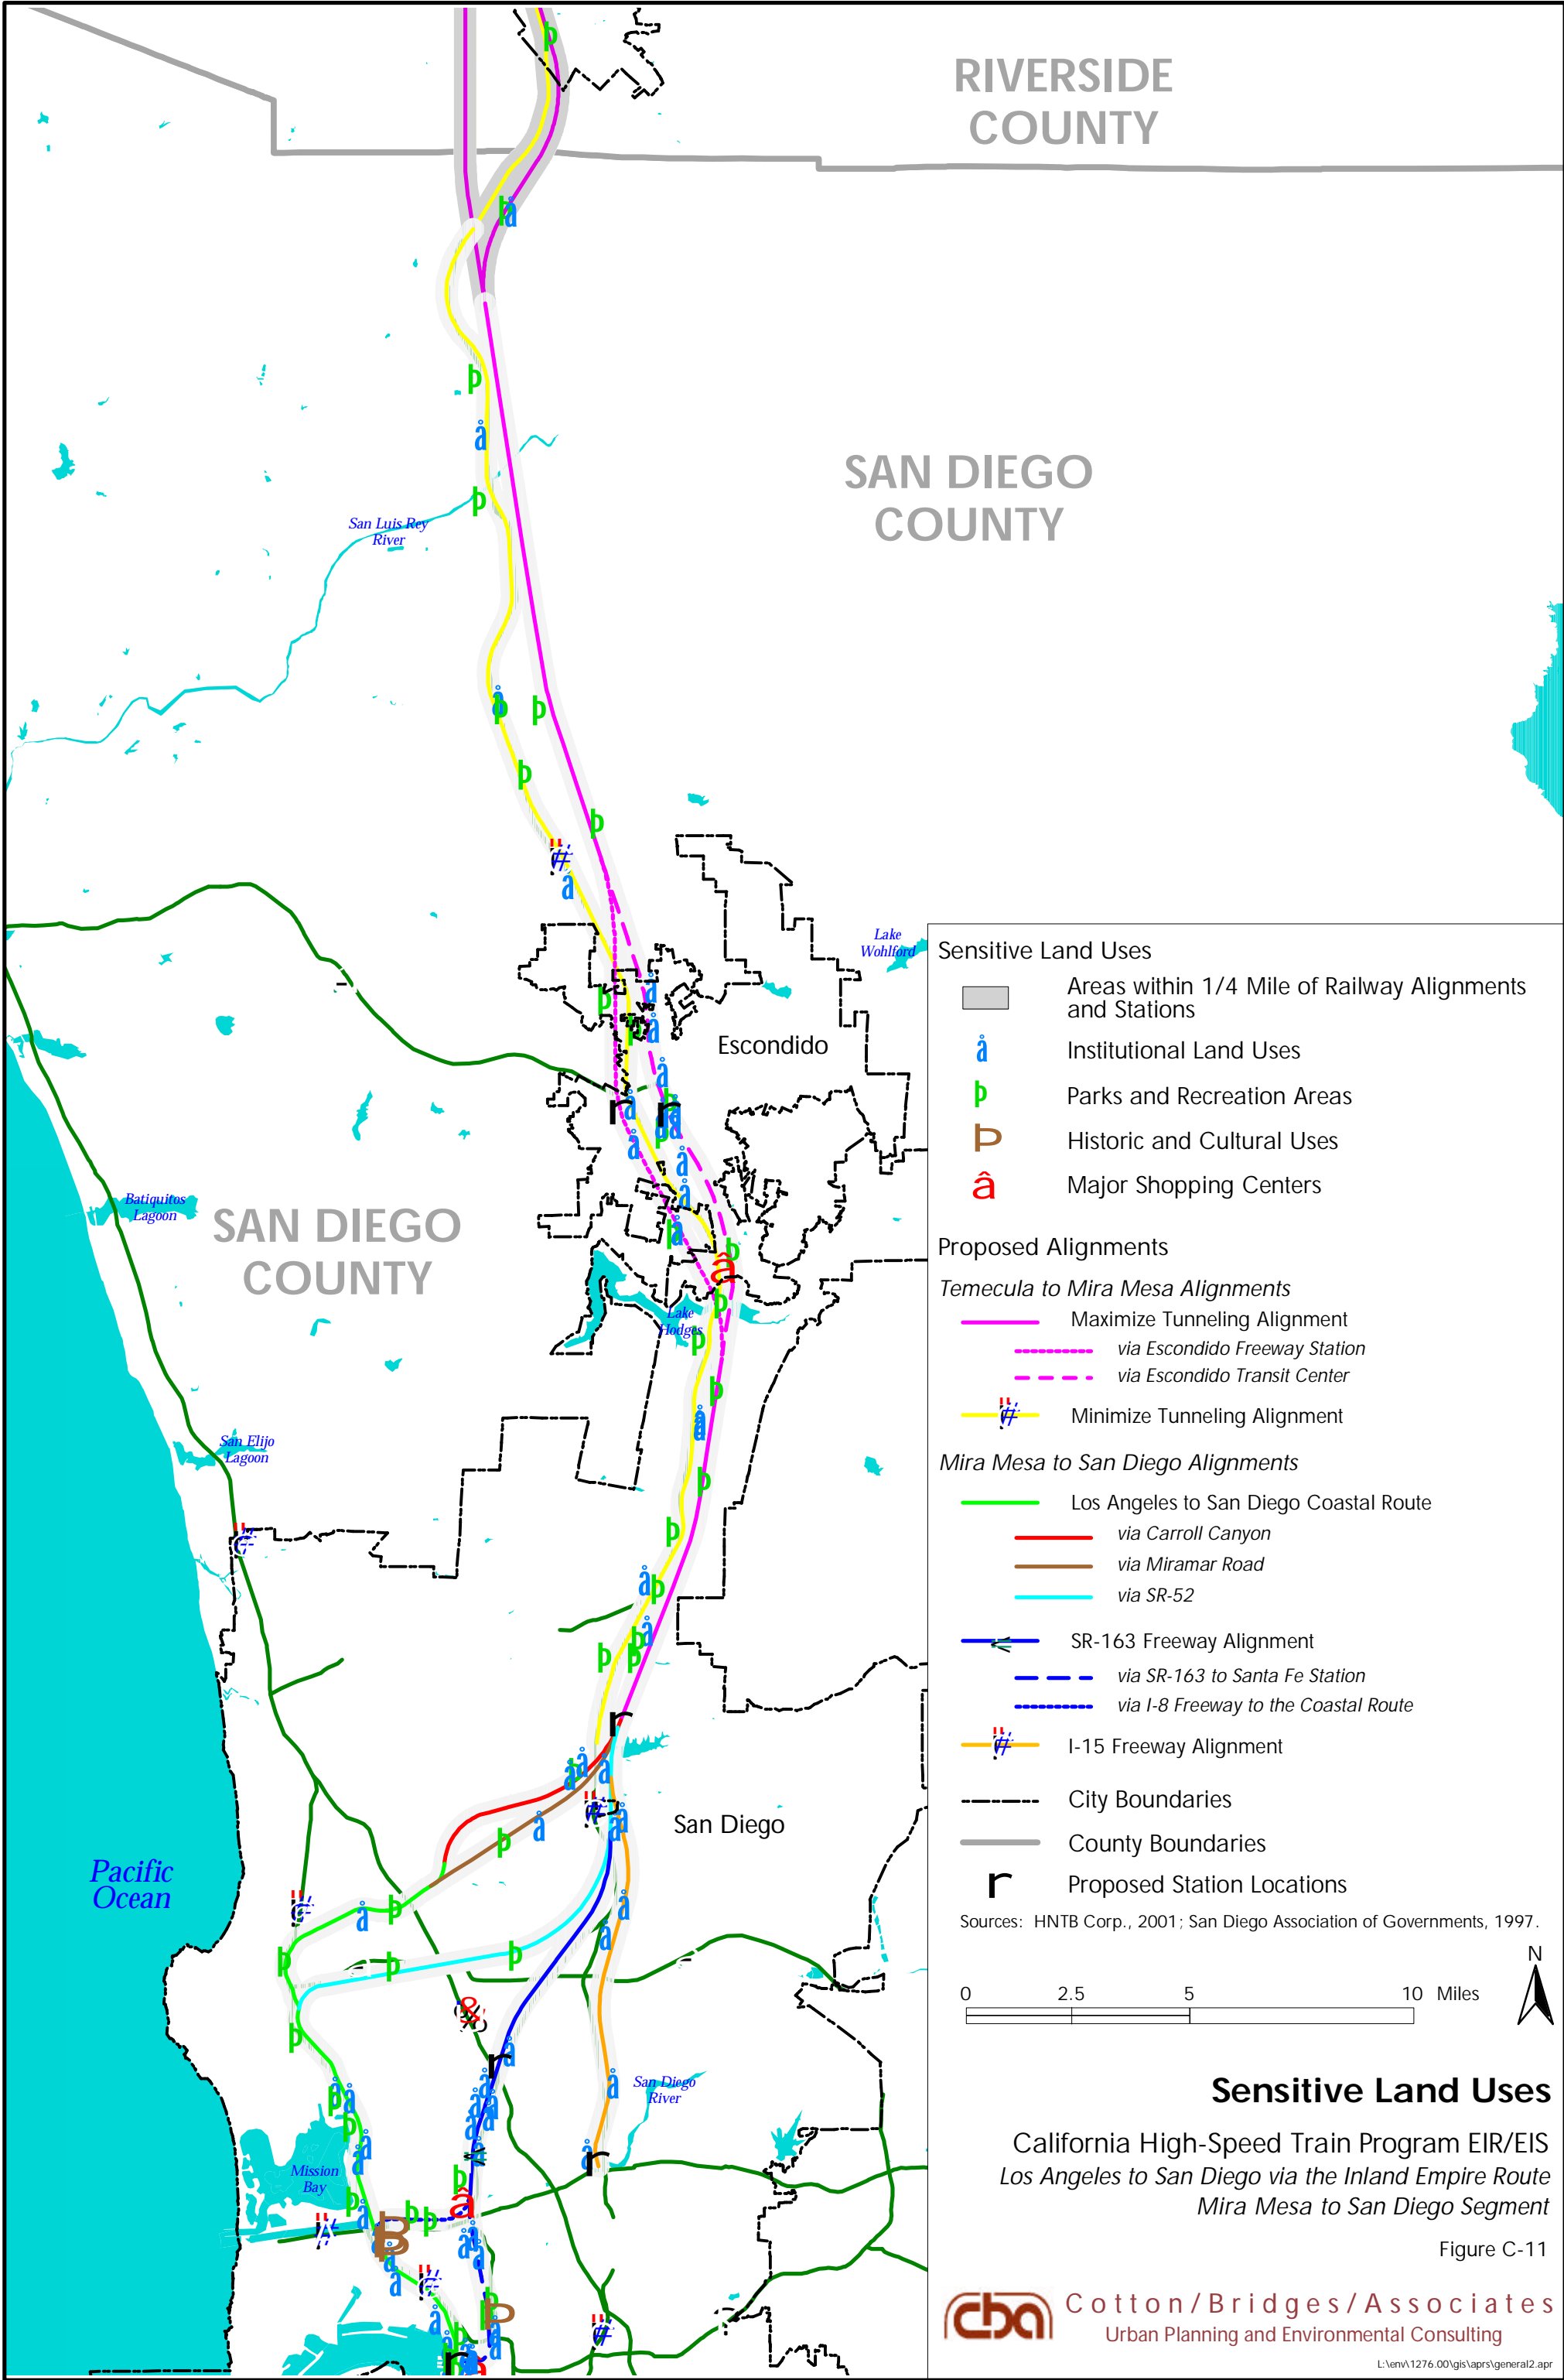 RIVERSIDE
COUNTY
SAN DIEGO
COUNTY
San Luis Rey
River
Lake
Wohlford
Escondido
Batiquitos
Lagoon
SAN DIEGO
COUNTY
Lake
Hodges
San Elijo
Lagoon
San Diego
Pacific
Ocean
San Diego
River
Mission
Bay
Sensitive Land Uses
Areas within 1/4 Mile of Railway Alignments
and Stations
å Institutional Land Uses
þ Parks and Recreation Areas
Þ Historic and Cultural Uses
â Major Shopping Centers
Proposed Alignments
Temecula to Mira Mesa Alignments
Maximize Tunneling Alignment
via Escondido Freeway Station
via Escondido Transit Center
Minimize Tunneling Alignment
Mira Mesa to San Diego Alignments
Los Angeles to San Diego Coastal Route
via Carroll Canyon
via Miramar Road
via SR-52
SR-163 Freeway Alignment
via SR-163 to Santa Fe Station
via I-8 Freeway to the Coastal Route
I-15 Freeway Alignment
City Boundaries
County Boundaries
r Proposed Station Locations
Sources: HNTB Corp., 2001; San Diego Association of Governments, 1997.
N
0 2.5 5 10 Miles
Sensitive Land Uses
California High-Speed Train Program EIR/EIS
Los Angeles to San Diego via the Inland Empire Route
Mira Mesa to San Diego Segment
Figure C-11
cba Cotton/Bridges/Associates
Urban Planning and Environmental Consulting
L:\env\1276.00\gis\aprs\general2.apr